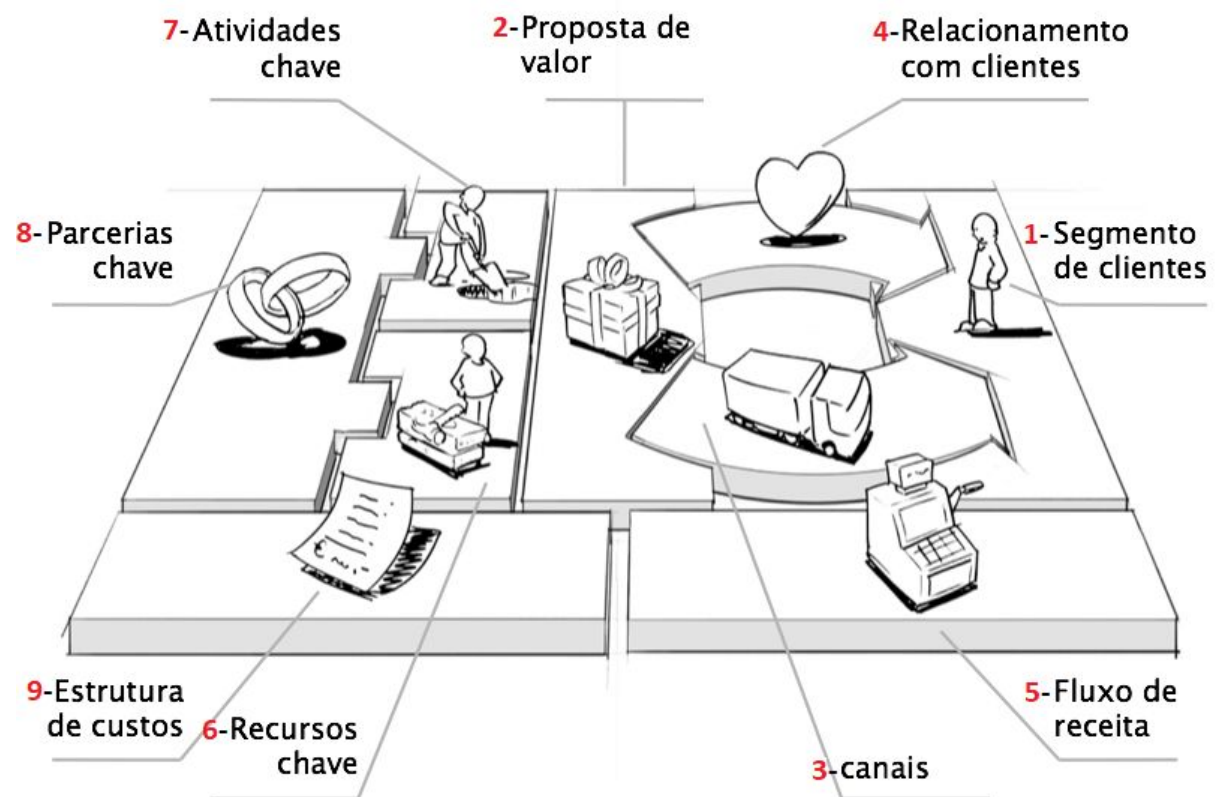 7-Atividades
chave
2-Proposta de
valor
4-Relacionamento
com clientes
8-Parcerias
chave
1-Segmento
de clientes
9-Estrutura
de custos
6-Recursos
chave
5-Fluxo de
receita
3-canais